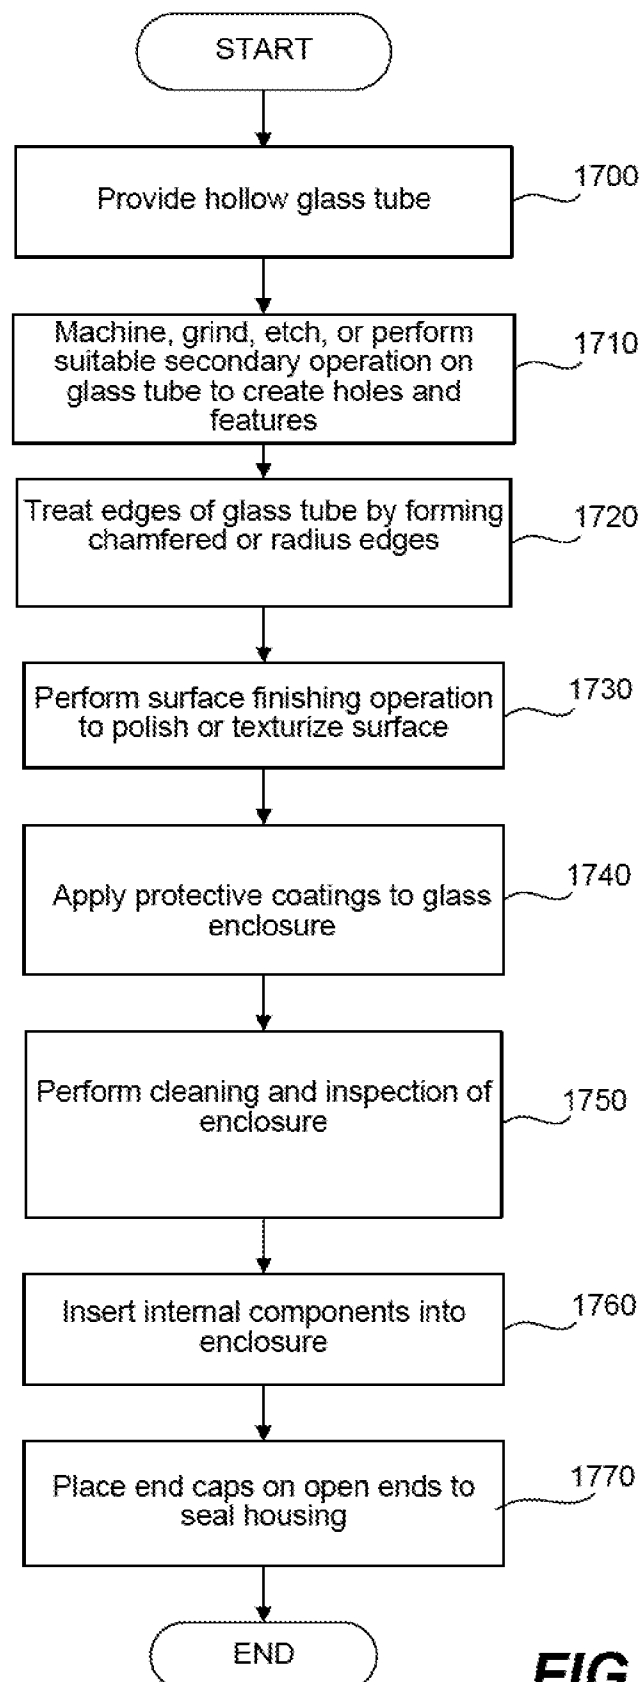 START
Provide hollow glass tube
1700
Machine, grind, etch, or perform
suitable secondary operation on
glass tube to create holes and
features
1710
Treat edges of glass tube by forming
chamfered or radius edges
1720
Perform surface finishing operation
to polish or texturize surface
1730
Apply protective coatings to glass
enclosure
1740
Perform cleaning and inspection of
enclosure
1750
Insert internal components into
enclosure
1760
Place end caps on open ends to
seal housing
1770
END
FIG